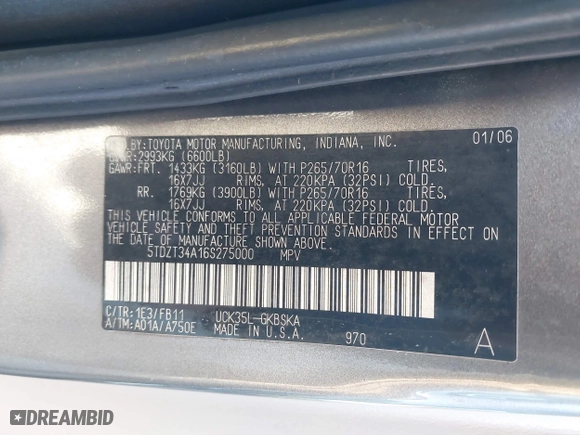 BY: TOYOTA MOTOR MANUFACTURING, INDIANA, INC. 01/06
2993KG (6600LB)
GAWR: FRT. 1433KG (3160LB) WITH P265/70R16 TIRES,
16X7JJ RIMS, AT 220KPA (32PSI) COLD.
RR. 1769KG (3900LB) WITH P265/70R16 TIRES,
16X7JJ RIMS, AT 220KPA (32PSI) COLD.
THIS VEHICLE CONFORMS TO ALL APPLICABLE FEDERAL MOTOR
VEHICLE SAFETY AND THEFT PREVENTION STANDARDS IN EFFECT ON
THE DATE OF MANUFACTURE SHOWN ABOVE.
5TDZT34A16S275000 MPV
C/TR: 1E3/FB11 UCK35L-GKBSKA
A/TM: A01A/A750E MADE IN U.S.A. 970 A
DREAMBID